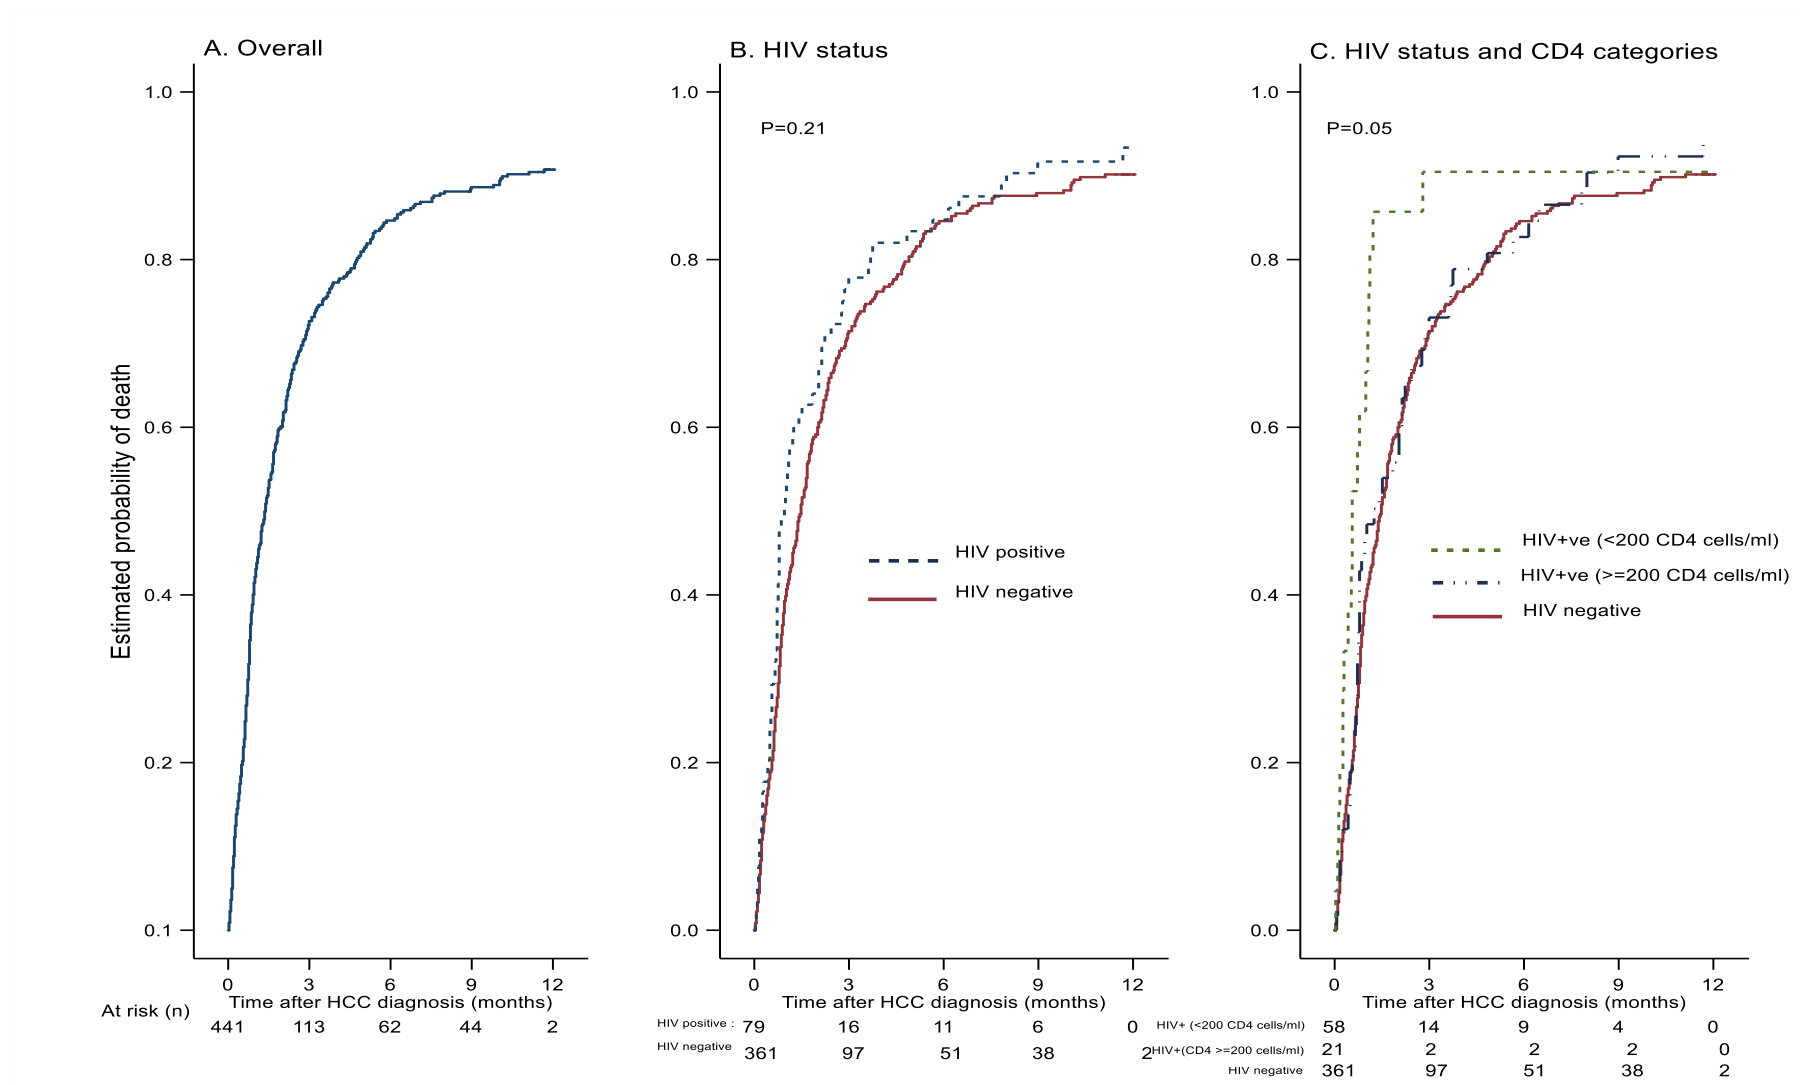 A. Overall
B. HIV status
C. HIV status and CD4 categories
Estimated probability of death
1.0
0.8
0.6
0.4
0.2
0.1
0 3 6 9 12
Time after HCC diagnosis (months)
At risk (n)
441 113 62 44 2
P=0.21
1.0
0.8
0.6
0.4
0.2
0.0
HIV positive
HIV negative
0 3 6 9 12
Time after HCC diagnosis (months)
HIV positive : 79 16 11 6 0
HIV negative 361 97 51 38 2
P=0.05
1.0
0.8
0.6
0.4
0.2
0.0
HIV+ve (<200 CD4 cells/ml)
HIV+ve (>=200 CD4 cells/ml)
HIV negative
0 3 6 9 12
Time after HCC diagnosis (months)
HIV+ (<200 CD4 cells/ml) 58 14 9 4 0
HIV+(CD4 >=200 cells/ml) 21 2 2 2 0
HIV negative 361 97 51 38 2